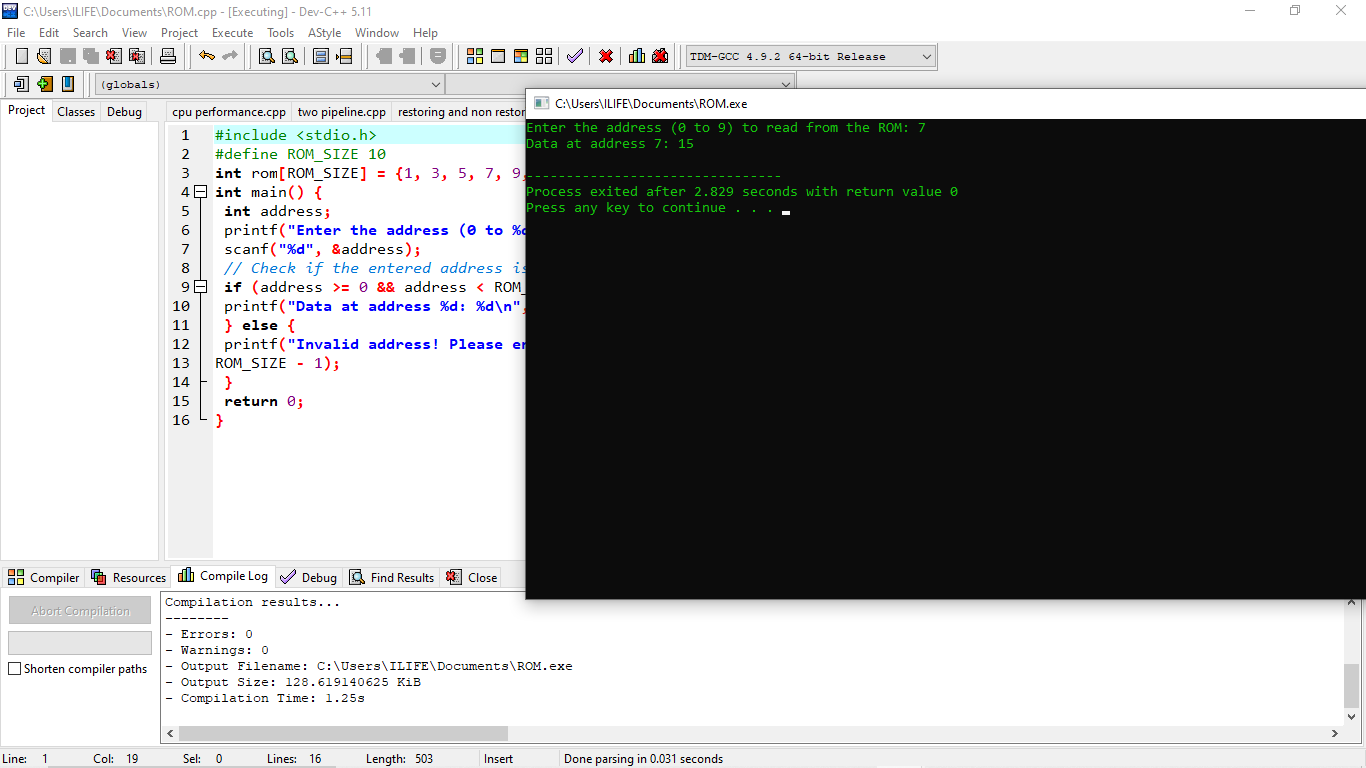 C:\Users\ILIFE\Documents\ROM.cpp - [Executing] - Dev-C++ 5.11
File Edit Search View Project Execute Tools AStyle Window Help
TDM-GCC 4.9.2 64-bit Release
(globals)
Project Classes Debug
cpu performance.cpp two pipeline.cpp restoring and non restor
1 #include <stdio.h>
2 #define ROM_SIZE 10
3 int rom[ROM_SIZE] = {1, 3, 5, 7, 9,
4 int main() {
5 int address;
6 printf("Enter the address (0 to %d
7 scanf("%d", &address);
8 // Check if the entered address is
9 if (address >= 0 && address < ROM_
10 printf("Data at address %d: %d\n",
11 } else {
12 printf("Invalid address! Please en
13 ROM_SIZE - 1);
14 }
15 return 0;
16 }
C:\Users\ILIFE\Documents\ROM.exe
Enter the address (0 to 9) to read from the ROM: 7
Data at address 7: 15
--------------------------------
Process exited after 2.829 seconds with return value 0
Press any key to continue . . .
Compiler Resources Compile Log Debug Find Results Close
Abort Compilation
Shorten compiler paths
Compilation results...
--------
- Errors: 0
- Warnings: 0
- Output Filename: C:\Users\ILIFE\Documents\ROM.exe
- Output Size: 128.619140625 KiB
- Compilation Time: 1.25s
Line: 1 Col: 19 Sel: 0 Lines: 16 Length: 503 Insert Done parsing in 0.031 seconds